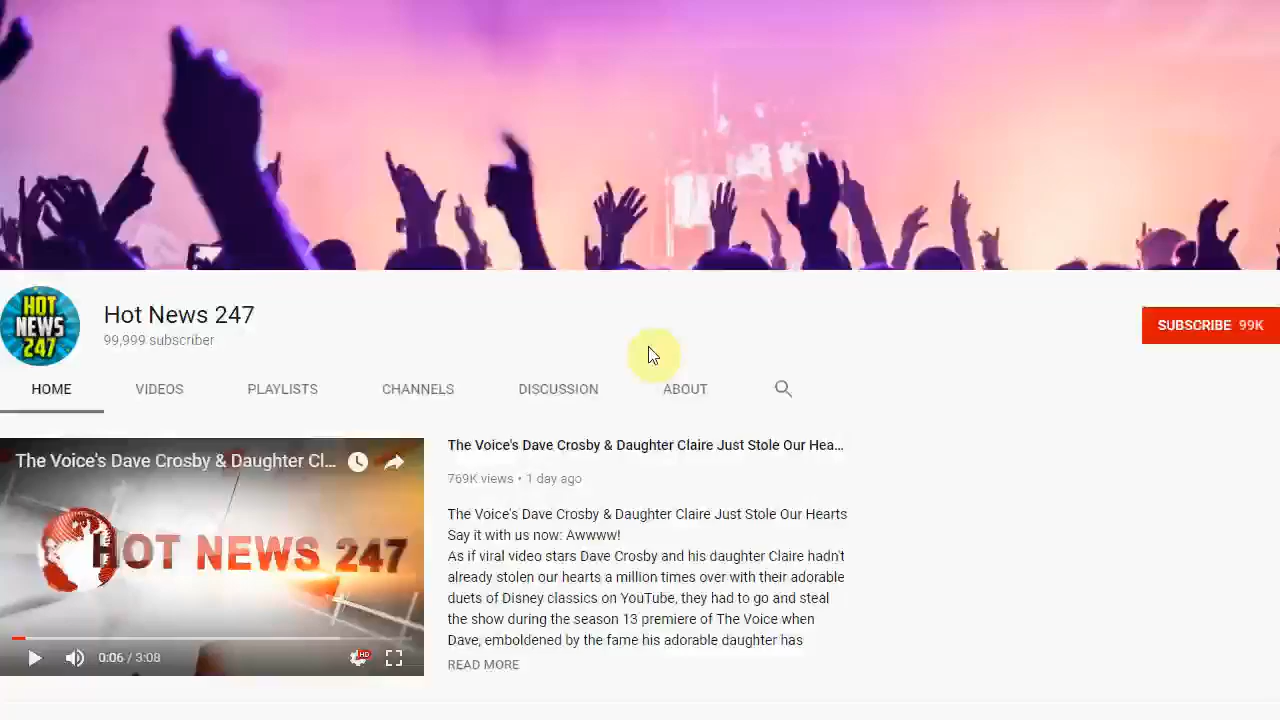 HOT
NEWS
247
Hot News 247
99,999 subscriber
SUBSCRIBE 99K
HOME VIDEOS PLAYLISTS CHANNELS DISCUSSION ABOUT
The Voice's Dave Crosby & Daughter Cl...
HOT NEWS 247
0:06 / 3:08
HD
The Voice's Dave Crosby & Daughter Claire Just Stole Our Hea...
769K views • 1 day ago
The Voice's Dave Crosby & Daughter Claire Just Stole Our Hearts
Say it with us now: Awwww!
As if viral video stars Dave Crosby and his daughter Claire hadn't
already stolen our hearts a million times over with their adorable
duets of Disney classics on YouTube, they had to go and steal
the show during the season 13 premiere of The Voice when
Dave, emboldened by the fame his adorable daughter has
READ MORE